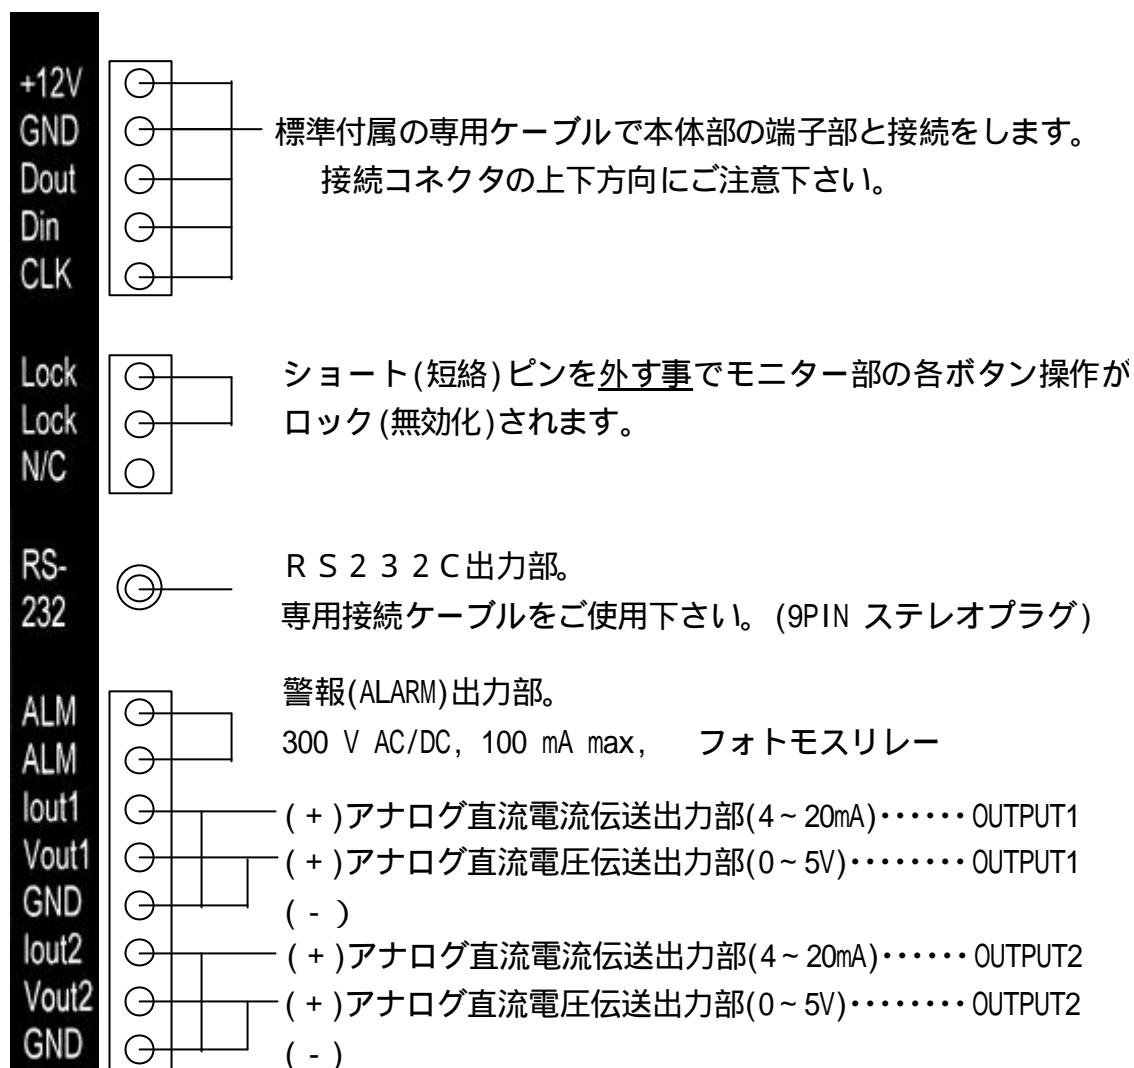 +12V
GND
Dout
Din
CLK
標準付属の専用ケーブルで本体部の端子部と接続をします。
接続コネクタの上下方向にご注意下さい。
Lock
Lock
N/C
ショート(短絡)ピンを外す事でモニター部の各ボタン操作が
ロック(無効化)されます。
RS-
232
ＲＳ２３２Ｃ出力部。
専用接続ケーブルをご使用下さい。(9PIN ステレオプラグ)
ALM
ALM
警報(ALARM)出力部。
300 V AC/DC, 100 mA max, フォトモスリレー
Iout1 (+)アナログ直流電流伝送出力部(4~20mA)・・・・・・OUTPUT1
Vout1 (+)アナログ直流電圧伝送出力部(0~5V)・・・・・・・・OUTPUT1
GND (-)
Iout2 (+)アナログ直流電流伝送出力部(4~20mA)・・・・・・OUTPUT2
Vout2 (+)アナログ直流電圧伝送出力部(0~5V)・・・・・・・・OUTPUT2
GND (-)